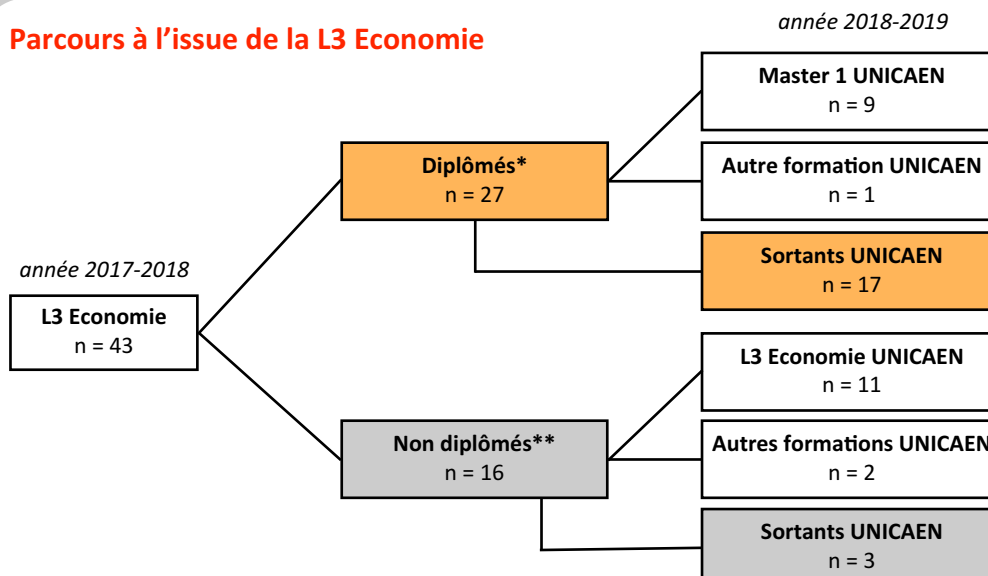 Parcours à l'issue de la L3 Economie
année 2018-2019
Master 1 UNICAEN
n = 9
Diplômés*
n = 27
Autre formation UNICAEN
n = 1
Sortants UNICAEN
n = 17
année 2017-2018
L3 Economie
n = 43
L3 Economie UNICAEN
n = 11
Non diplômés**
n = 16
Autres formations UNICAEN
n = 2
Sortants UNICAEN
n = 3